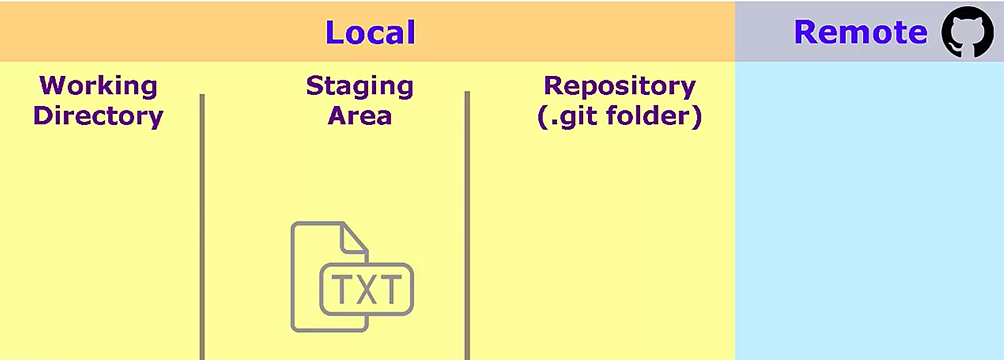 Local
Remote
Working
Directory
Staging
Area
Repository
(.git folder)
TXT